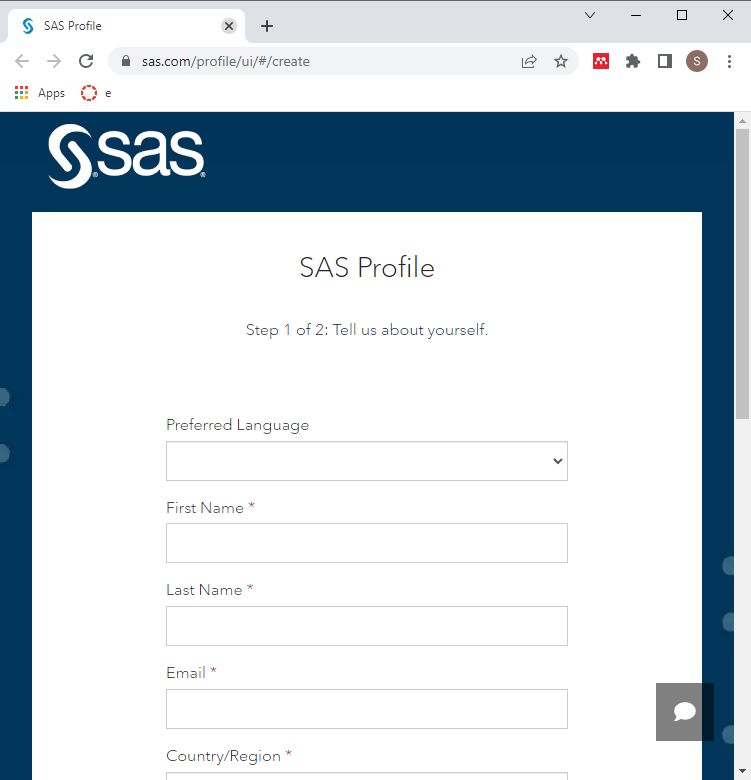 SAS Profile
sas.com/profile/ui/#/create
S
Apps
e
sas
SAS Profile
Step 1 of 2: Tell us about yourself.
Preferred Language
First Name *
Last Name *
Email *
Country/Region *